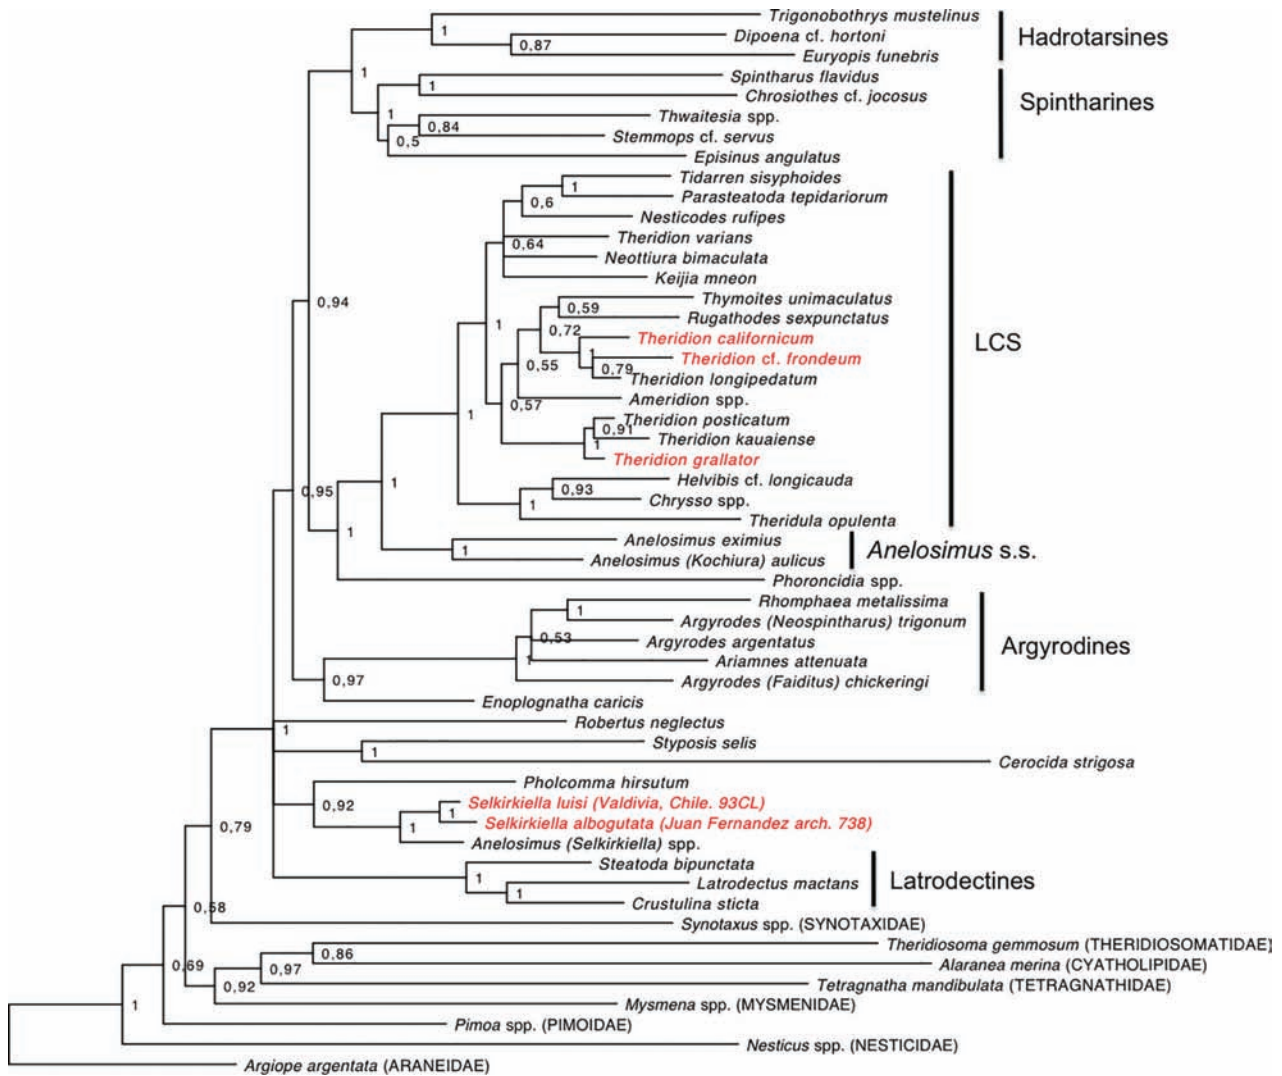 Trigonobothrys mustelinus
1
Dipoena cf. hortoni
Hadrotarsines
0,87
Euryopis funebris
1
Spintharus flavidus
1
Chrosiothes cf. jocosus
Spintharines
1
Thwaitesia spp.
0,84
Stemmops cf. servus
0,5
Episinus angulatus
Tidarren sisyphoides
1
Parasteatoda tepidariorum
0,6
Nesticodes rufipes
Theridion varians
0,64
Neottiura bimaculata
Keijia mneon
0,94
Thymoites unimaculatus
0,59
Rugathodes sexpunctatus
1
0,72
Theridion californicum
LCS
1
Theridion cf. frondeum
0,55
0,79
Theridion longipedatum
Ameridion spp.
0,57
1
Theridion posticatum
0,91
Theridion kauaiense
1
Theridion grallator
Helvibis cf. longicauda
1
0,95
0,93
Chrysso spp.
1
Theridula opulenta
1
Anelosimus eximius
1
Anelosimus s.s.
Anelosimus (Kochiura) aulicus
Phoroncidia spp.
Rhomphaea metalissima
1
Argyrodes (Neospintharus) trigonum
0,53
Argyrodes argentatus
Argyrodines
1
Ariamnes attenuata
0,97
Argyrodes (Faiditus) chickeringi
Enoplognatha caricis
Robertus neglectus
1
Styposis selis
1
Cerocida strigosa
Pholcomma hirsutum
0,92
Selkirkiella luisi (Valdivia, Chile. 93CL)
1
0,79
1
Selkirkiella albogutata (Juan Fernandez arch. 738)
Anelosimus (Selkirkiella) spp.
Steatoda bipunctata
1
Latrodectus mactans
Latrodectines
1
Crustulina sticta
0,58
Synotaxus spp. (SYNOTAXIDAE)
Theridiosoma gemmosum (THERIDIOSOMATIDAE)
0,86
Alaranea merina (CYATHOLIPIDAE)
0,69
0,97
Tetragnatha mandibulata (TETRAGNATHIDAE)
0,92
Mysmena spp. (MYSMENIDAE)
1
Pimoa spp. (PIMOIDAE)
Nesticus spp. (NESTICIDAE)
Argiope argentata (ARANEIDAE)